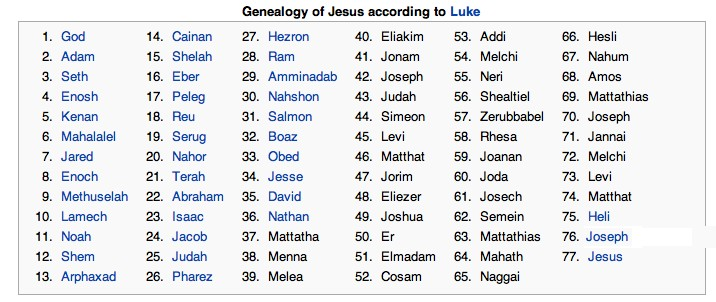 Genealogy of Jesus according to Luke
1. God
2. Adam
3. Seth
4. Enosh
5. Kenan
6. Mahalalel
7. Jared
8. Enoch
9. Methuselah
10. Lamech
11. Noah
12. Shem
13. Arphaxad
14. Cainan
15. Shelah
16. Eber
17. Peleg
18. Reu
19. Serug
20. Nahor
21. Terah
22. Abraham
23. Isaac
24. Jacob
25. Judah
26. Pharez
27. Hezron
28. Ram
29. Amminadab
30. Nahshon
31. Salmon
32. Boaz
33. Obed
34. Jesse
35. David
36. Nathan
37. Mattatha
38. Menna
39. Melea
40. Eliakim
41. Jonam
42. Joseph
43. Judah
44. Simeon
45. Levi
46. Matthat
47. Jorim
48. Eliezer
49. Joshua
50. Er
51. Elmadam
52. Cosam
53. Addi
54. Melchi
55. Neri
56. Shealtiel
57. Zerubbabel
58. Rhesa
59. Joanan
60. Joda
61. Josech
62. Semein
63. Mattathias
64. Mahath
65. Naggai
66. Hesli
67. Nahum
68. Amos
69. Mattathias
70. Joseph
71. Jannai
72. Melchi
73. Levi
74. Matthat
75. Heli
76. Joseph
77. Jesus